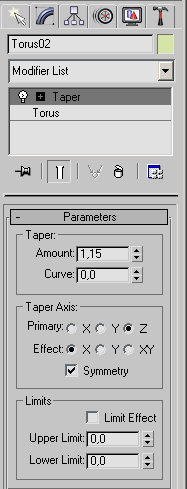 Torus02
Modifier List
Taper
Torus
Parameters
Taper:
Amount: 1,15
Curve: 0,0
Taper Axis:
Primary: X Y Z
Effect: X Y XY
Symmetry
Limits
Limit Effect
Upper Limit: 0,0
Lower Limit: 0,0